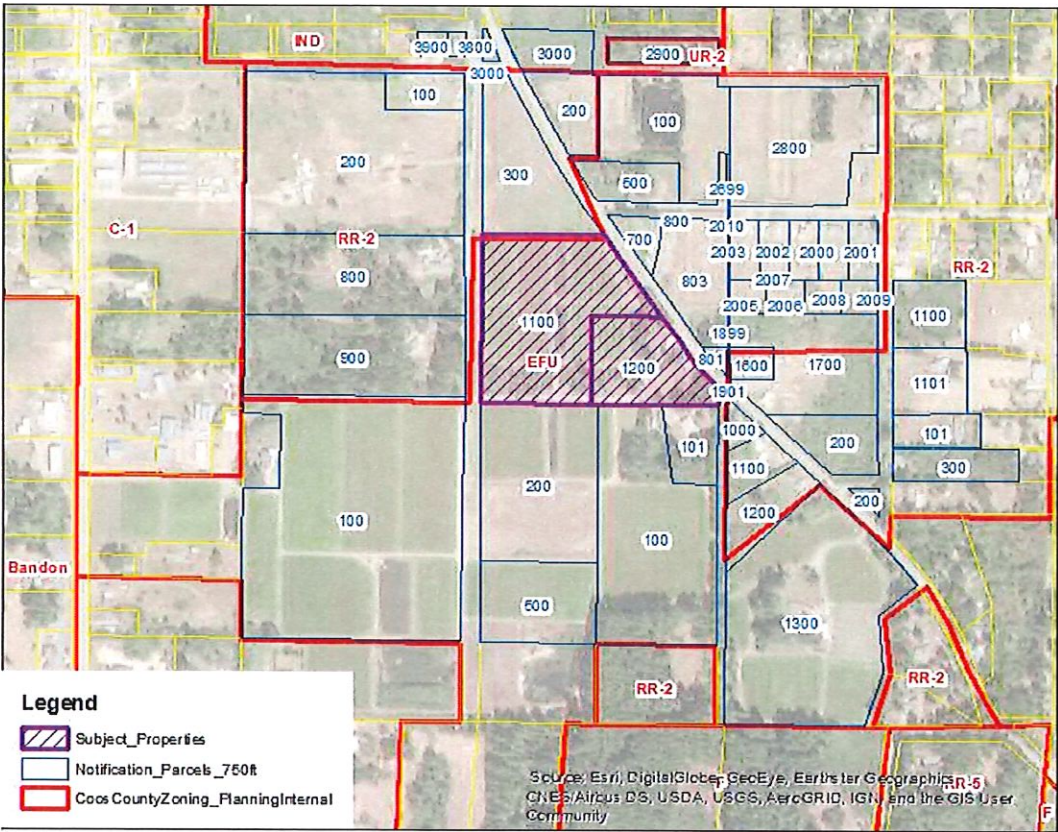 IND
3900 3800 3000 2900 UR-2
3000
100 200 100
200 300 2800
500 2699
C-1 RR-2 800 2010
700 2003 2002 2000 2001
RR-2
800 803 2007
2005 2006 2008 2009
1100 1899 1100
900 EFU 1200 801 1600 1700
1101
1901
1000 101
101 1100 200 300
200 1200 200
100 100
Bandon
500 1300
RR-2 RR-2
Legend
Subject_Properties
Notification_Parcels_750ft
CoosCountyZoning_PlanningInternal
Source: Esri, DigitalGlobe, GeoEye, Earthstar Geographics,
CNES/Airbus DS, USDA, USGS, AeroGRID, IGN, and the GIS User
Community
F RR-5
F